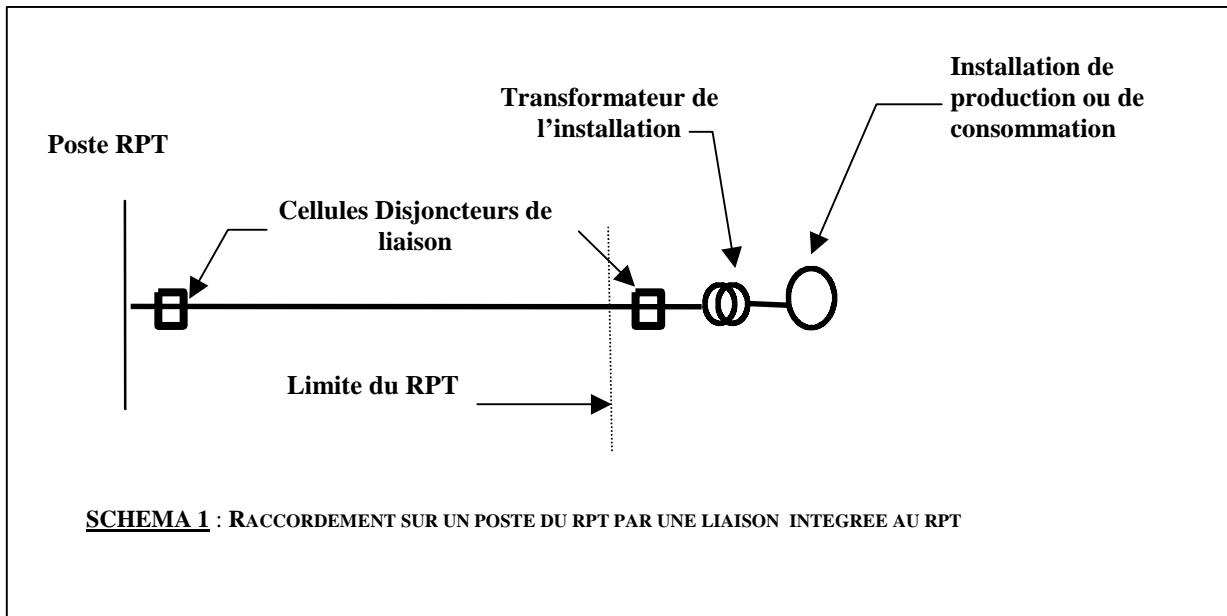 Installation de
production ou de
consommation
Transformateur de
l’installation
Poste RPT
Cellules Disjoncteurs de
liaison
Limite du RPT
SCHEMA 1 : RACCORDEMENT SUR UN POSTE DU RPT PAR UNE LIAISON INTEGREE AU RPT